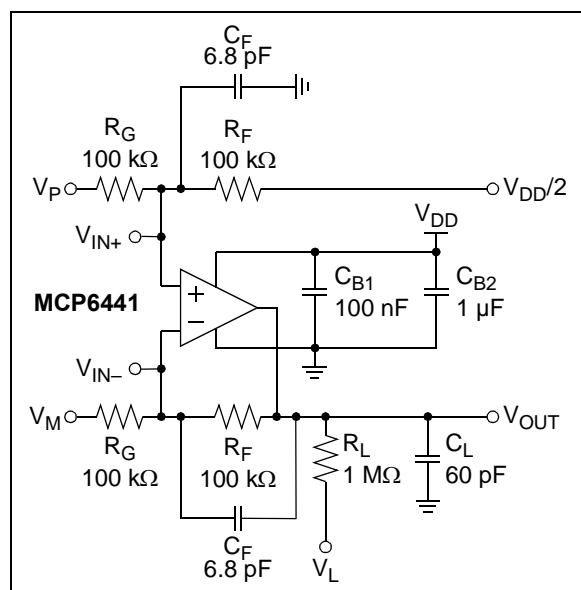 C_F
6.8 pF
R_G
100 kΩ
R_F
100 kΩ
V_P
V_DD/2
V_IN+
V_DD
MCP6441
+
−
C_B1
100 nF
C_B2
1 µF
V_IN–
V_M
R_G
100 kΩ
R_F
100 kΩ
V_OUT
R_L
1 MΩ
C_L
60 pF
C_F
6.8 pF
V_L